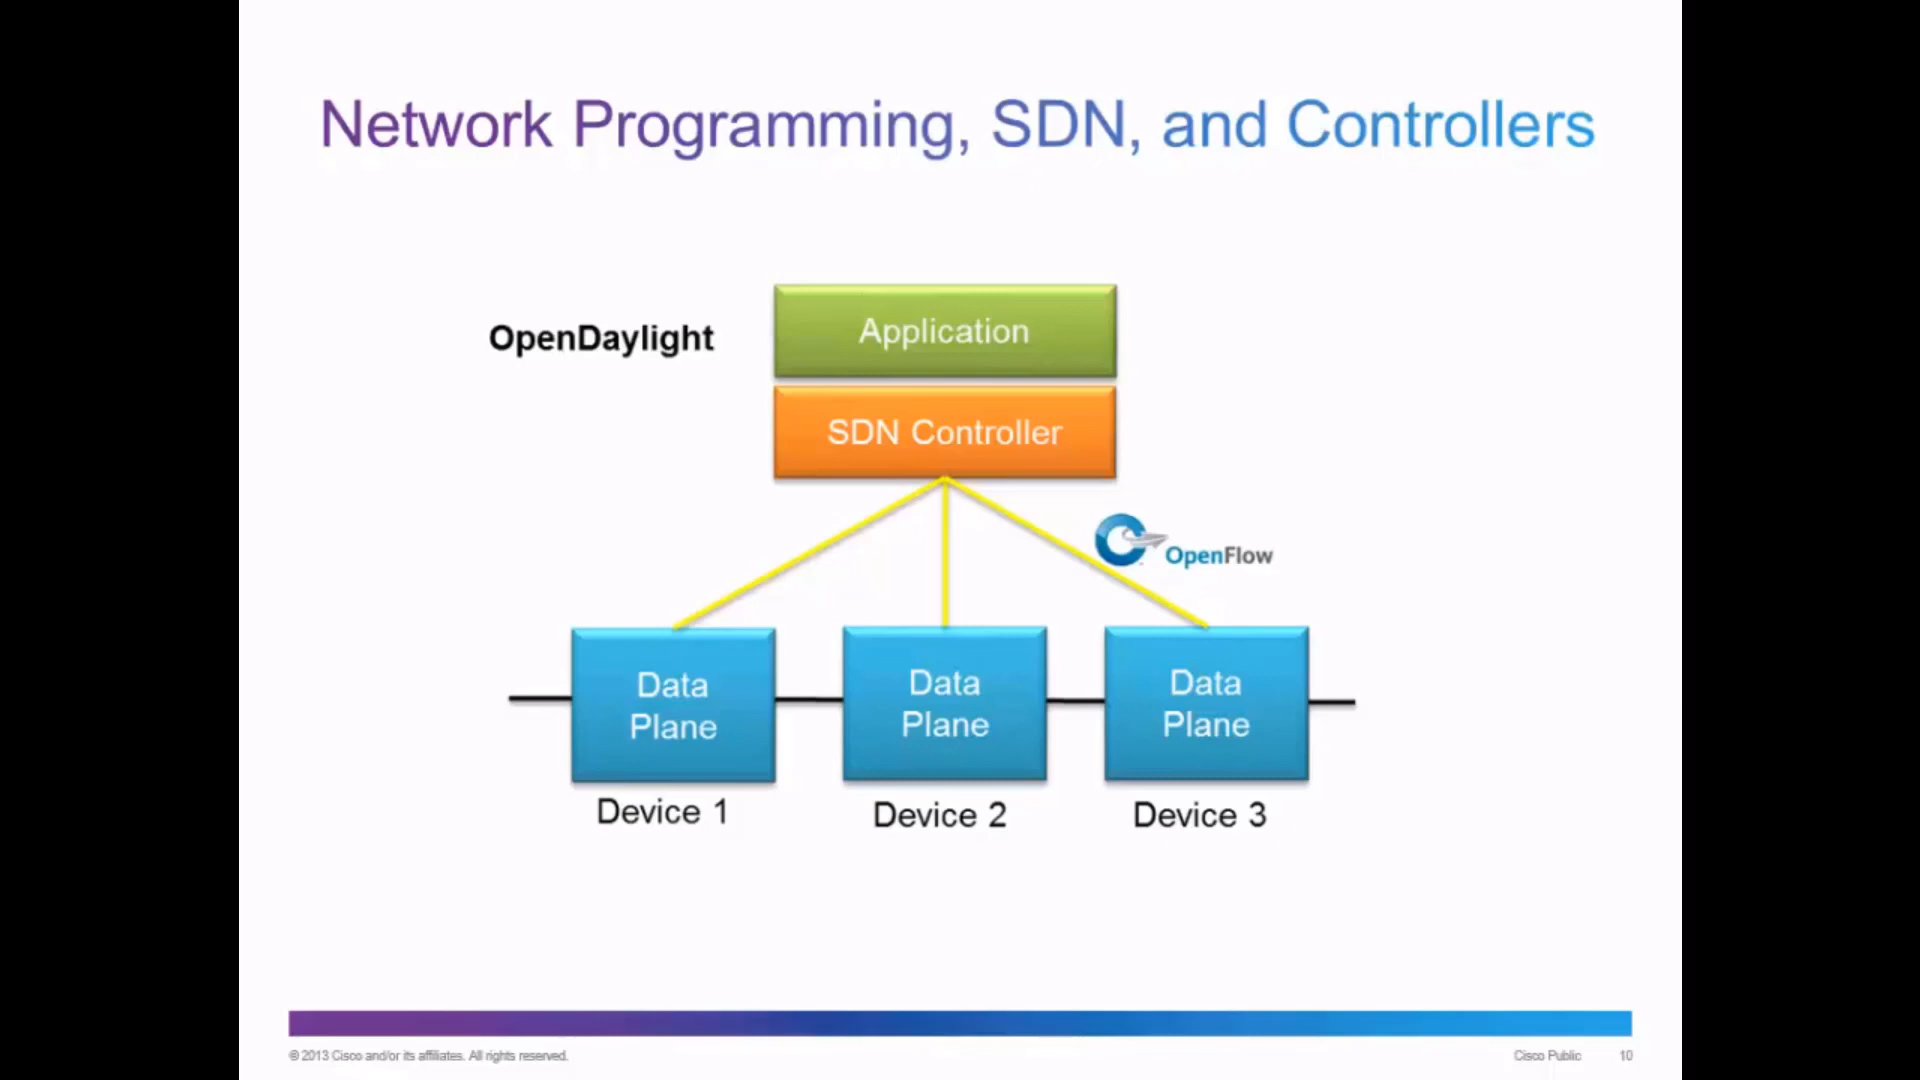 Network Programming, SDN, and Controllers
OpenDaylight
Application
SDN Controller
OpenFlow
Data
Plane
Data
Plane
Data
Plane
Device 1
Device 2
Device 3
© 2013 Cisco and/or its affiliates. All rights reserved.
Cisco Public
10